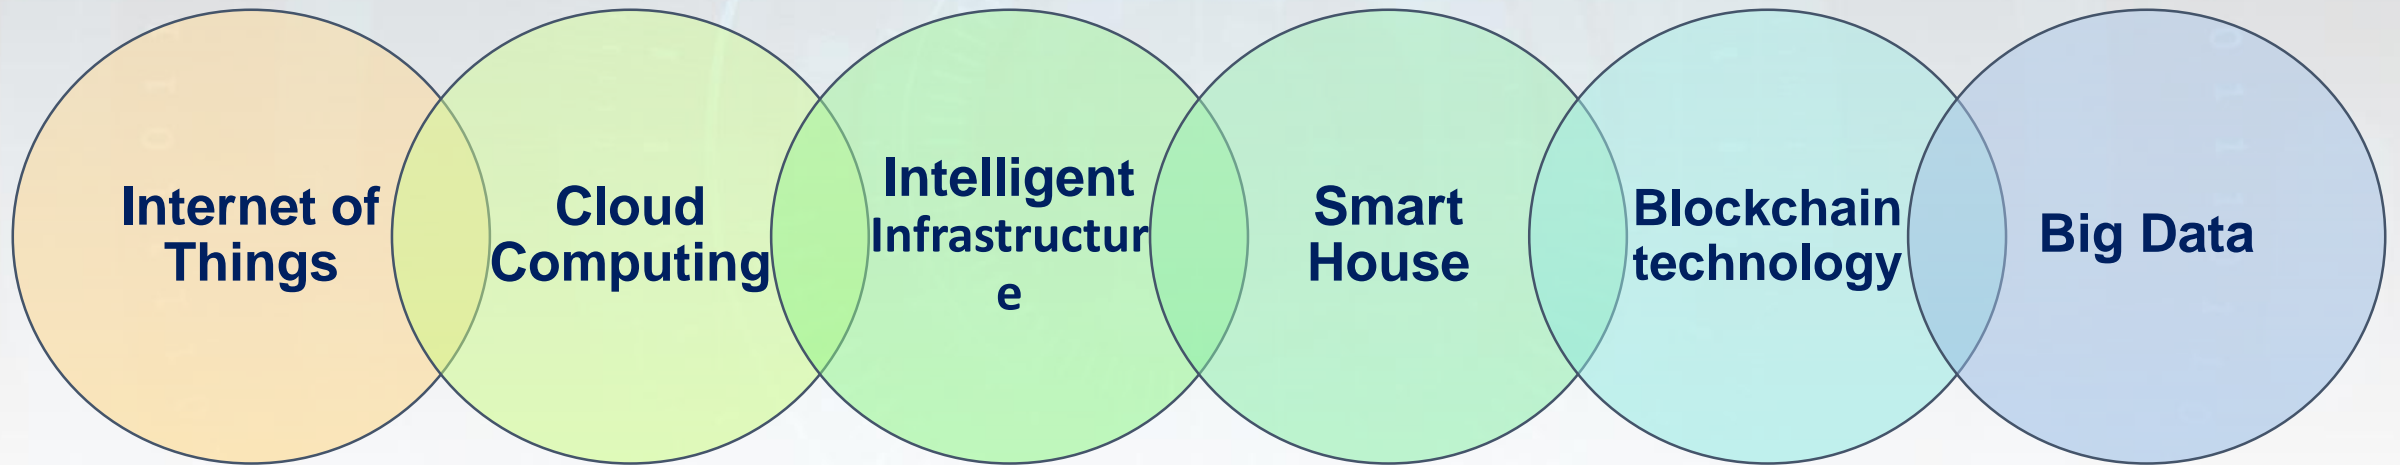 Internet of
Things
Cloud
Computing
Intelligent
Infrastructur
e
Smart
House
Blockchain
technology
Big Data